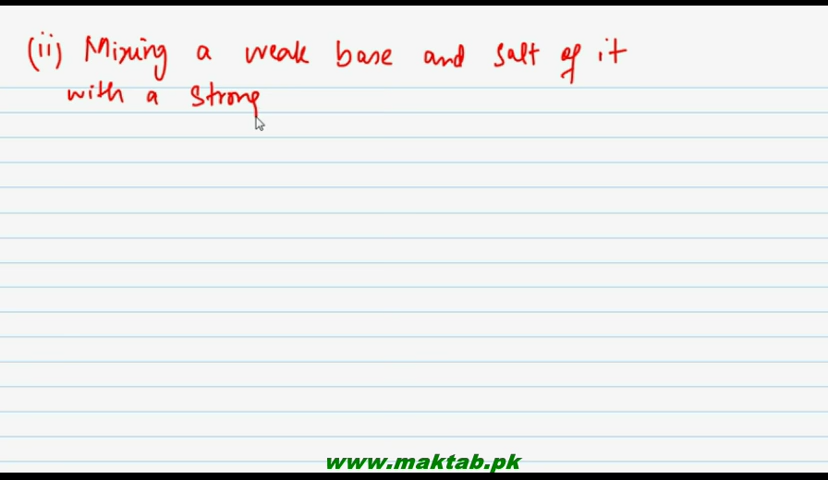 (ii) Mixing a weak base and salt of it
with a strong
www.maktab.pk